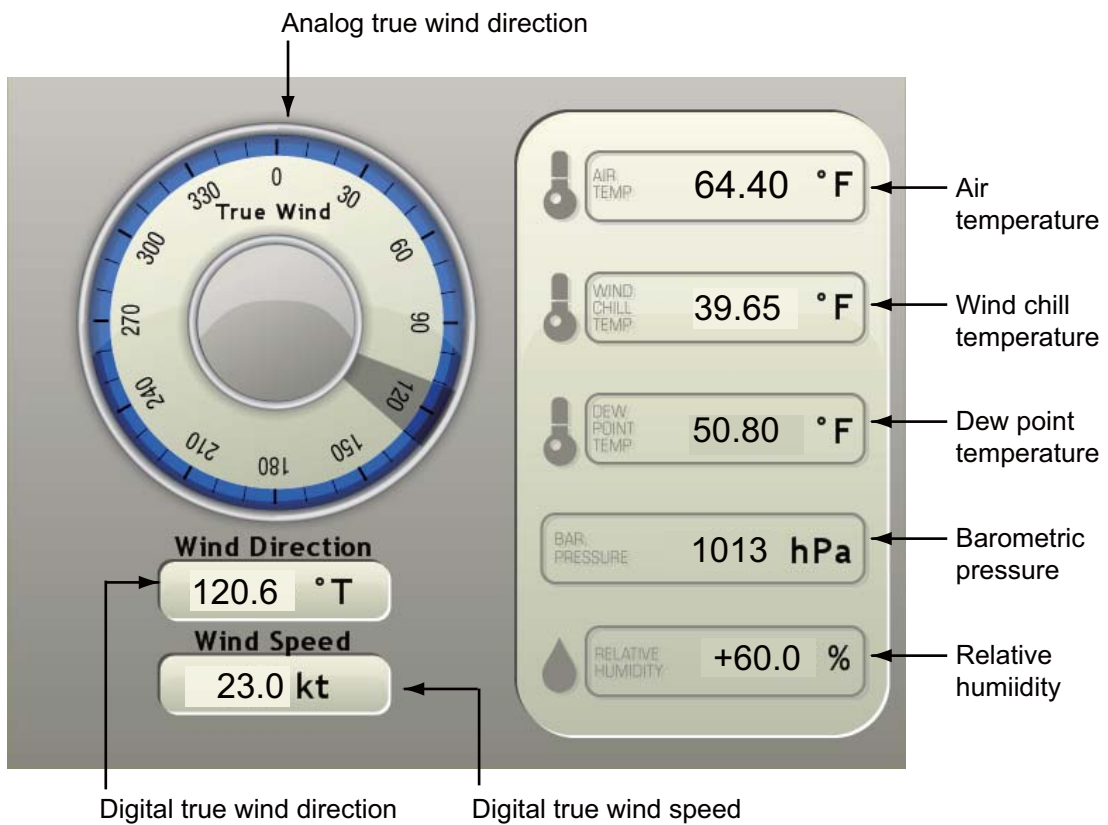 Analog true wind direction
0
30
60
90
120
150
180
210
240
270
300
330
True Wind
Wind Direction
120.6 °T
Wind Speed
23.0 kt
Digital true wind direction
Digital true wind speed
AIR
TEMP
64.40 °F
Air
temperature
WIND
CHILL
TEMP
39.65 °F
Wind chill
temperature
DEW
POINT
TEMP
50.80 °F
Dew point
temperature
BAR.
PRESSURE
1013 hPa
Barometric
pressure
RELATIVE
HUMIDITY
+60.0 %
Relative
humiidity